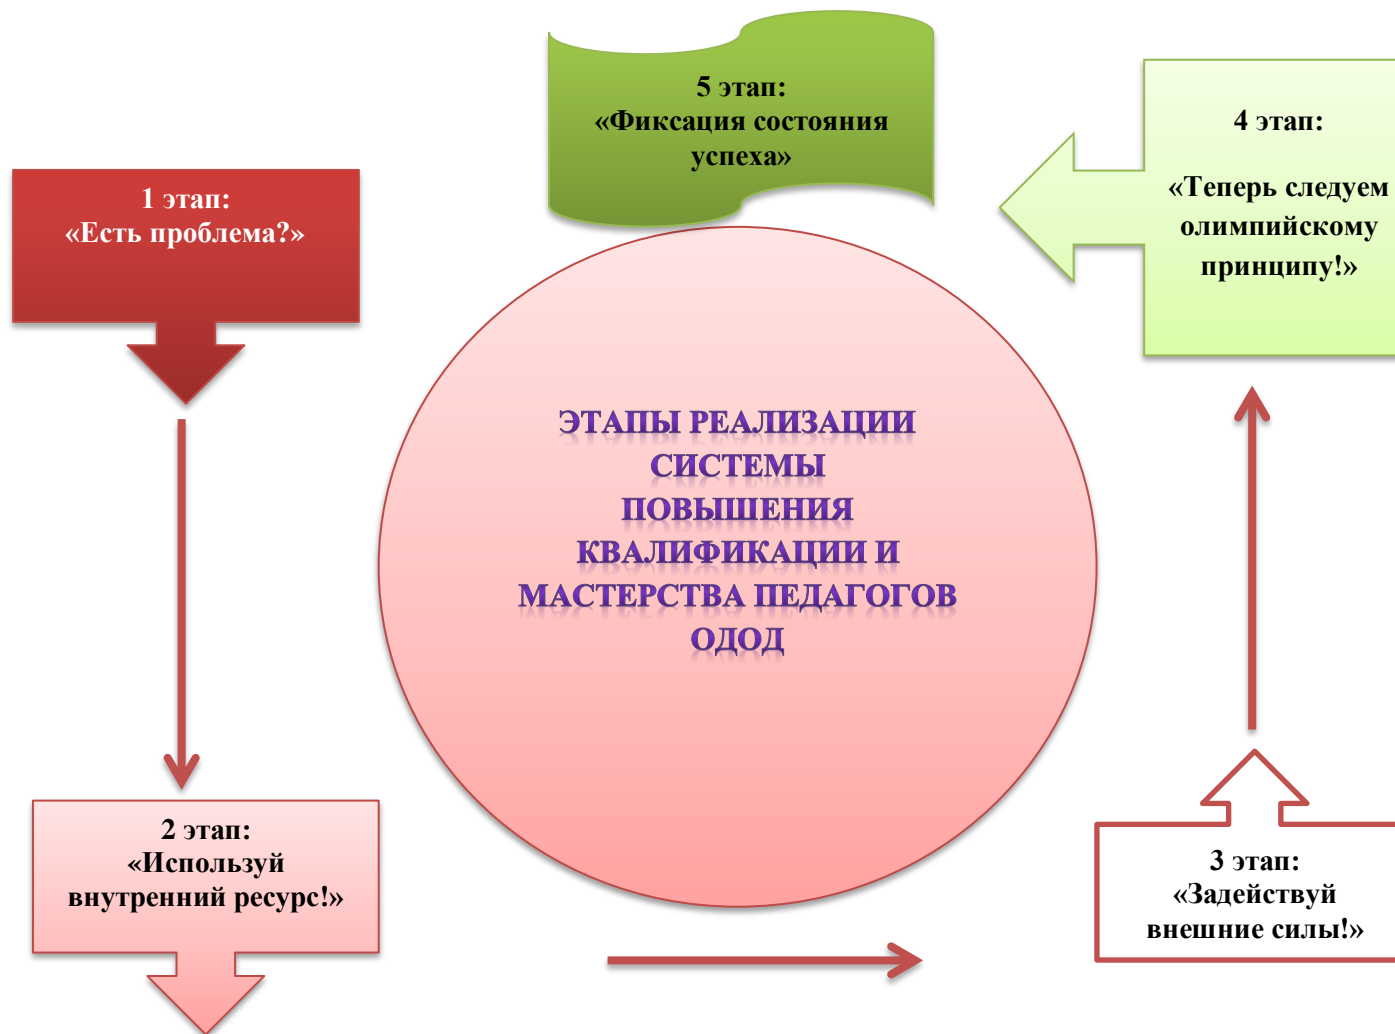 5 этап:
«Фиксация состояния
успеха»
4 этап:
«Теперь следуем
олимпийскому
принципу!»
1 этап:
«Есть проблема?»
ЭТАПЫ РЕАЛИЗАЦИИ
СИСТЕМЫ
ПОВЫШЕНИЯ
КВАЛИФИКАЦИИ И
МАСТЕРСТВА ПЕДАГОГОВ
ОДОД
2 этап:
«Используй
внутренний ресурс!»
3 этап:
«Задействуй
внешние силы!»